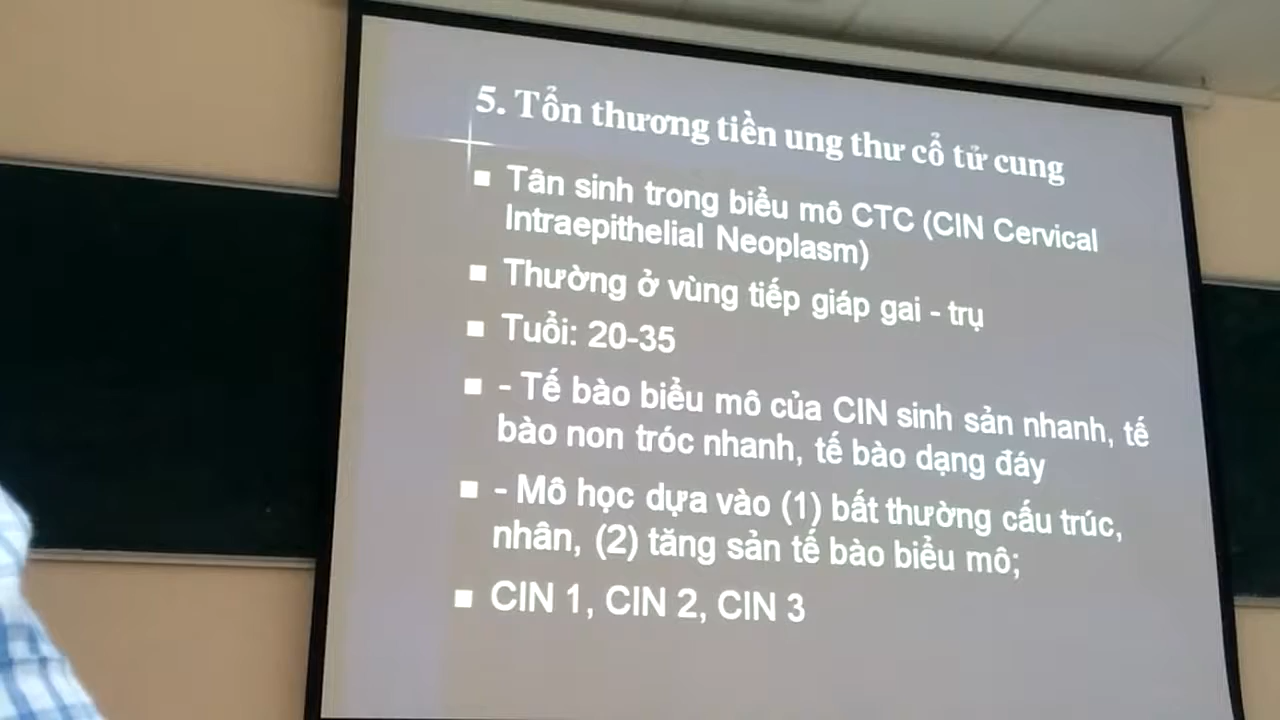 5. Tổn thương tiền ung thư cổ tử cung
▪ Tân sinh trong biểu mô CTC (CIN Cervical
Intraepithelial Neoplasm)
▪ Thường ở vùng tiếp giáp gai - trụ
▪ Tuổi: 20-35
▪ - Tế bào biểu mô của CIN sinh sản nhanh, tế
bào non tróc nhanh, tế bào dạng đáy
▪ - Mô học dựa vào (1) bất thường cấu trúc,
nhân, (2) tăng sản tế bào biểu mô;
▪ CIN 1, CIN 2, CIN 3